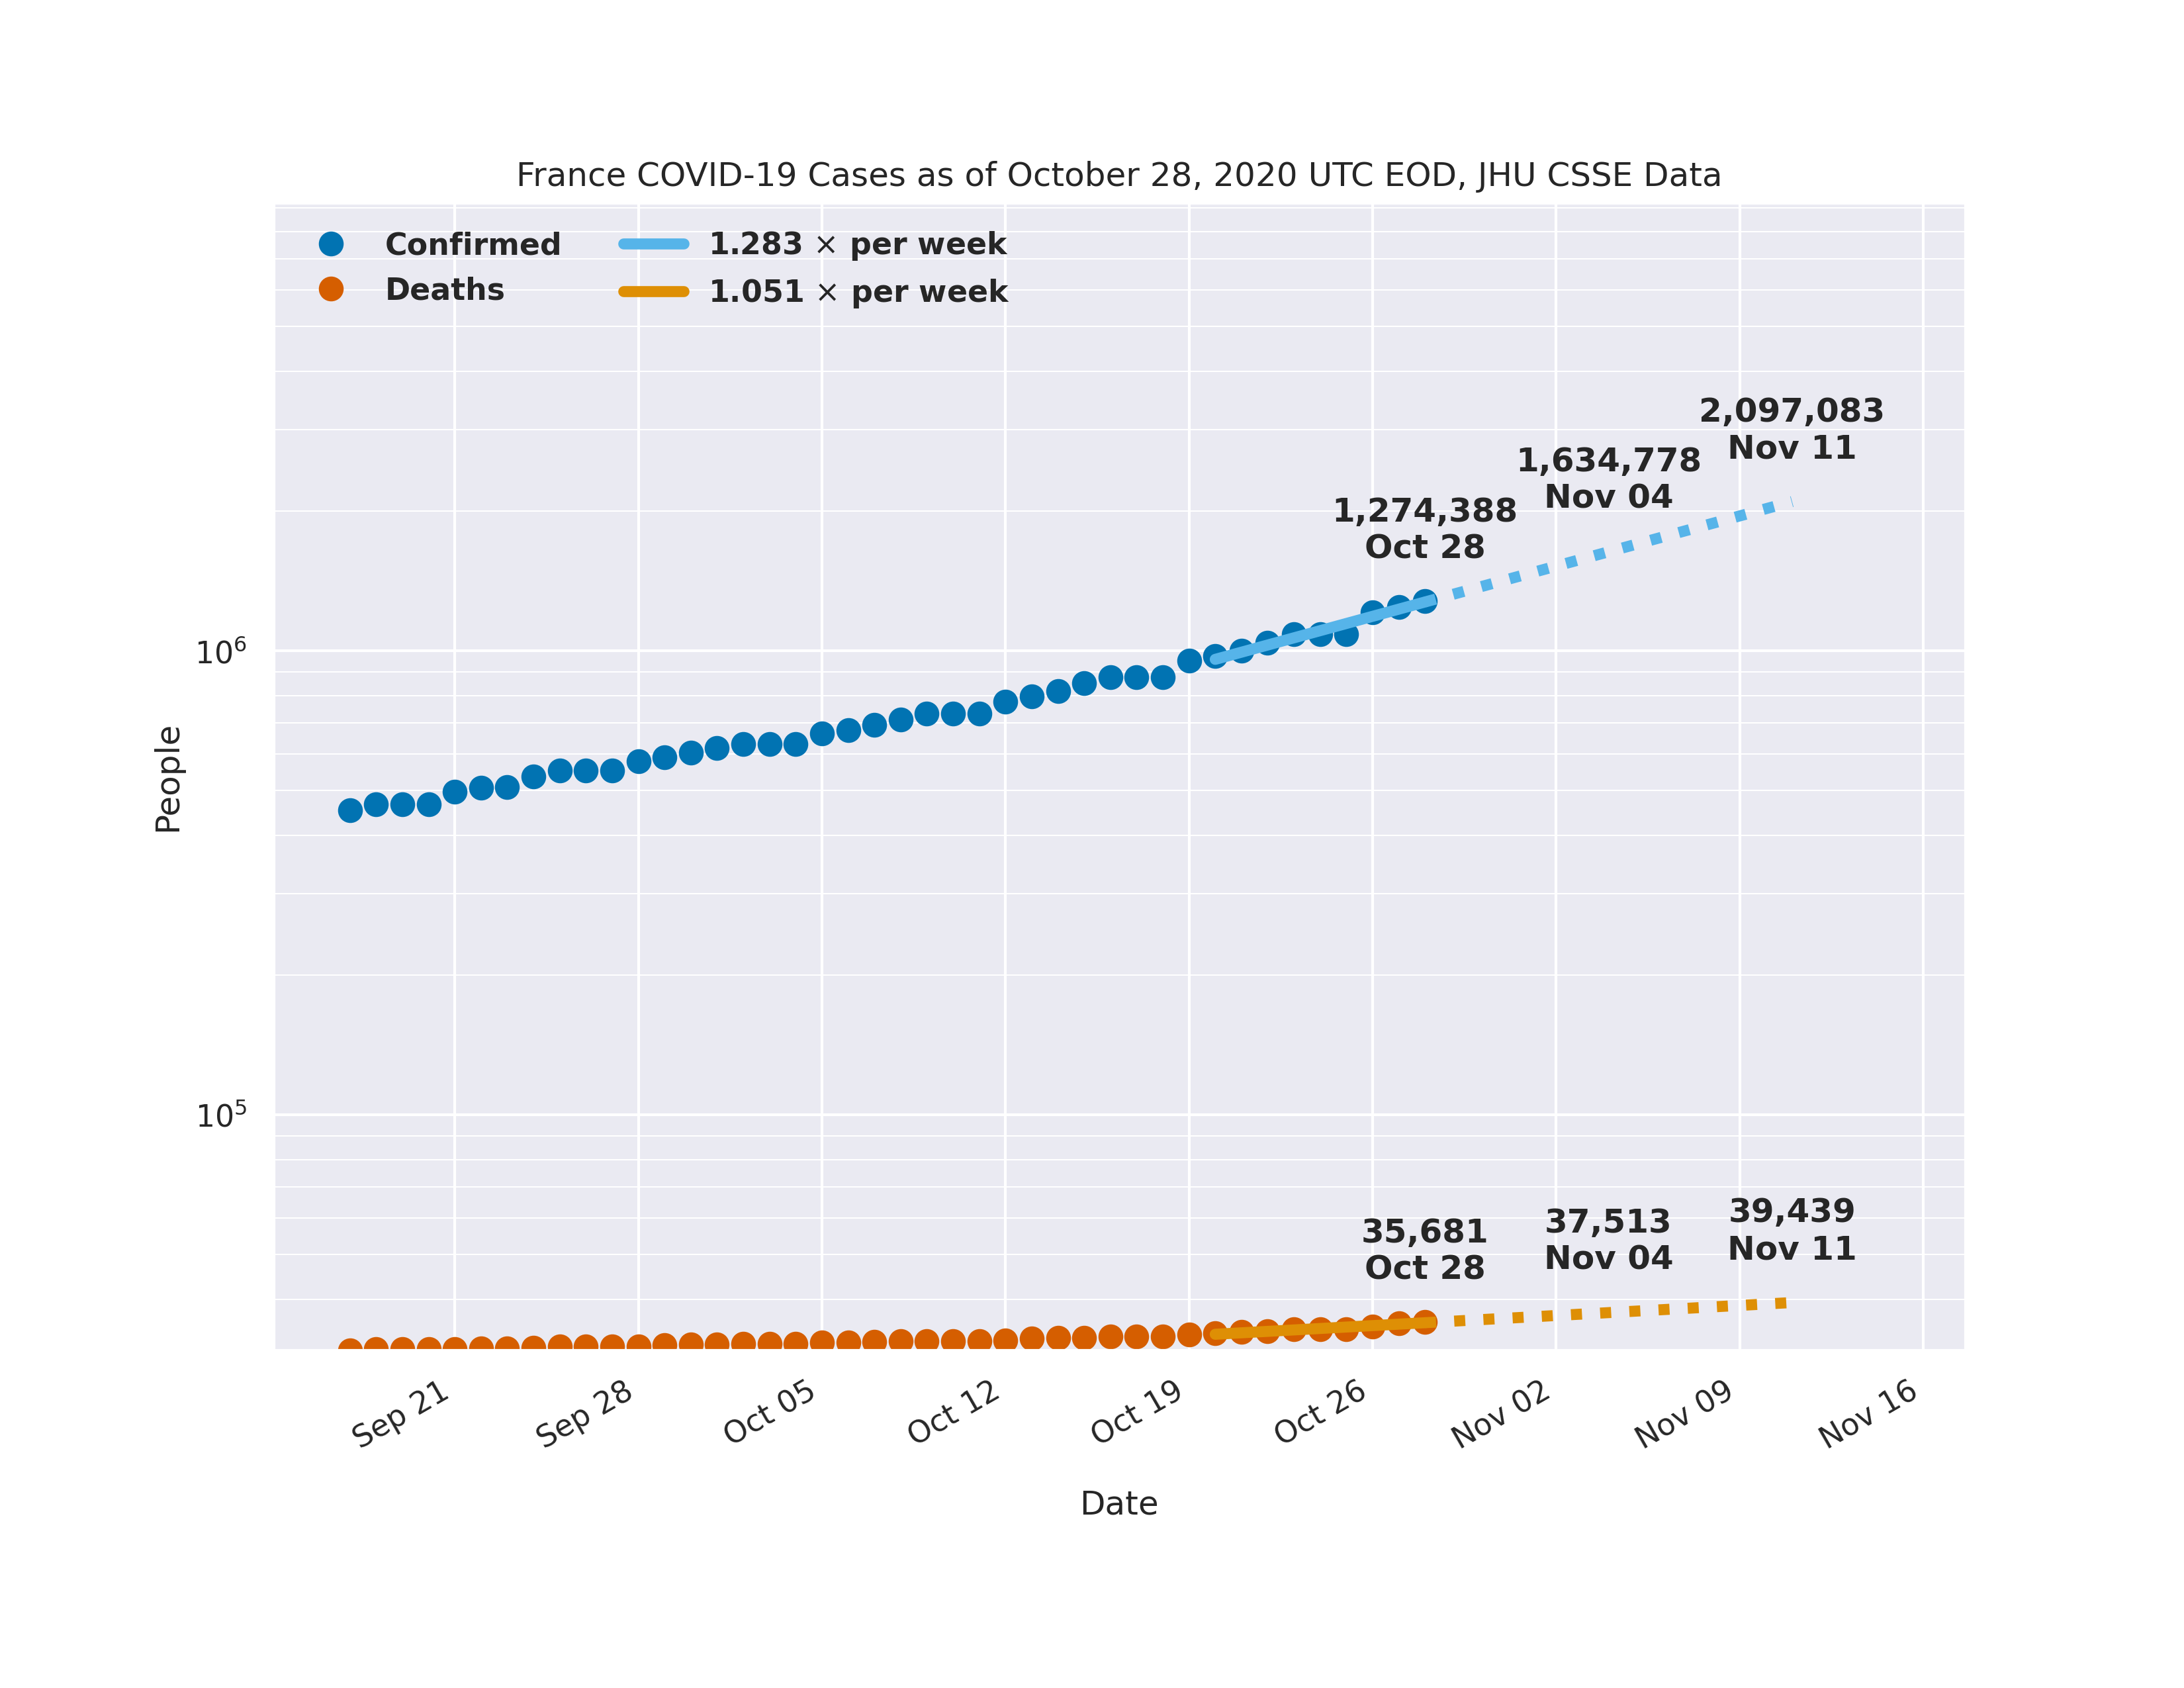 France COVID-19 Cases as of October 28, 2020 UTC EOD, JHU CSSE Data
Confirmed
Deaths
1.283 × per week
1.051 × per week
2,097,083
Nov 11
1,634,778
Nov 04
1,274,388
Oct 28
10⁶
People
10⁵
35,681
Oct 28
37,513
Nov 04
39,439
Nov 11
Sep 21
Sep 28
Oct 05
Oct 12
Oct 19
Oct 26
Nov 02
Nov 09
Nov 16
Date